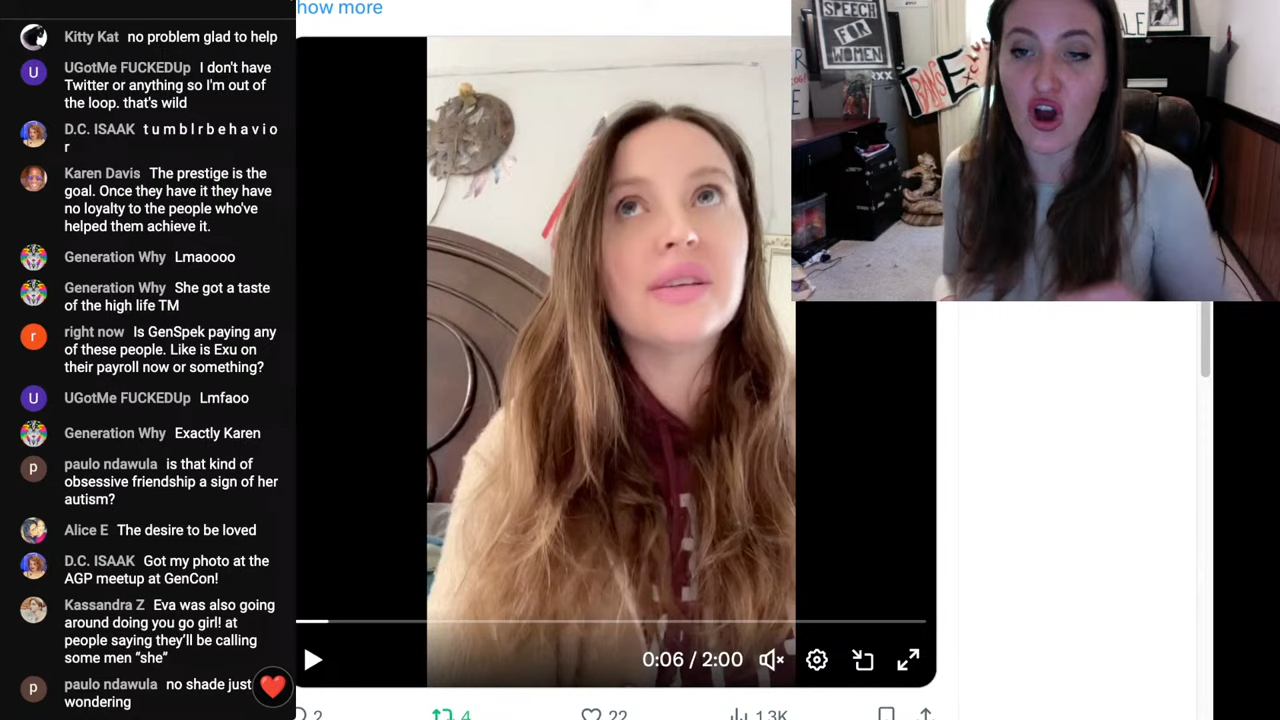 how more
Kitty Kat no problem glad to help
UGotMe FUCKEDUp I don't have
Twitter or anything so I'm out of
the loop. that's wild
D.C. ISAAK t u m b l r b e h a v i o
r
Karen Davis The prestige is the
goal. Once they have it they have
no loyalty to the people who've
helped them achieve it.
Generation Why Lmaoooo
Generation Why She got a taste
of the high life TM
right now Is GenSpek paying any
of these people. Like is Exu on
their payroll now or something?
UGotMe FUCKEDUp Lmfaoo
Generation Why Exactly Karen
paulo ndawula is that kind of
obsessive friendship a sign of her
autism?
Alice E The desire to be loved
D.C. ISAAK Got my photo at the
AGP meetup at GenCon!
Kassandra Z Eva was also going
around doing you go girl! at
people saying they'll be calling
some men “she”
paulo ndawula no shade just
wondering
U
r
U
p
p
SPEECH
FOR
WOMEN
XX
TRANS
0:06 / 2:00
2
4
22
1.3K